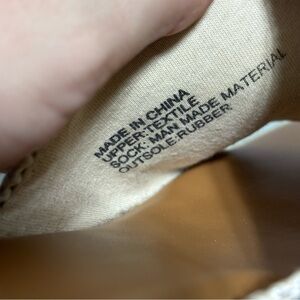 MADE IN CHINA
UPPER:TEXTILE
SOCK: MAN MADE MATERIAL
OUTSOLE:RUBBER